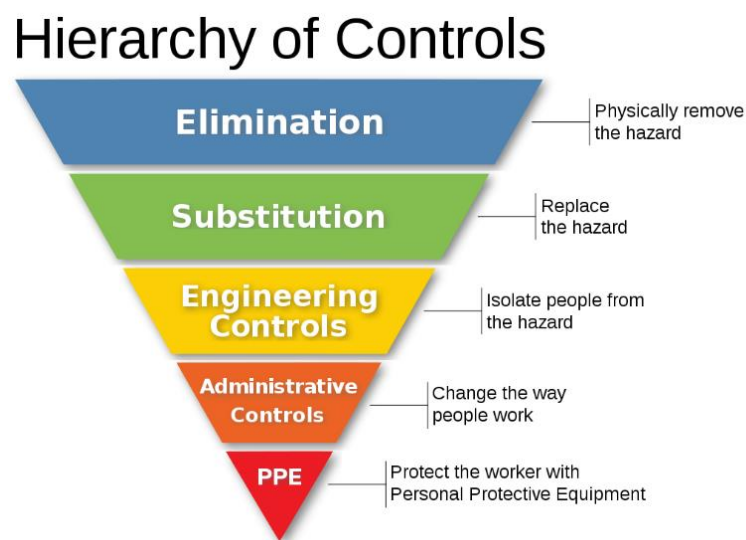 Hierarchy of Controls
Elimination
Physically remove
the hazard
Substitution
Replace
the hazard
Engineering
Controls
Isolate people from
the hazard
Administrative
Controls
Change the way
people work
PPE
Protect the worker with
Personal Protective Equipment